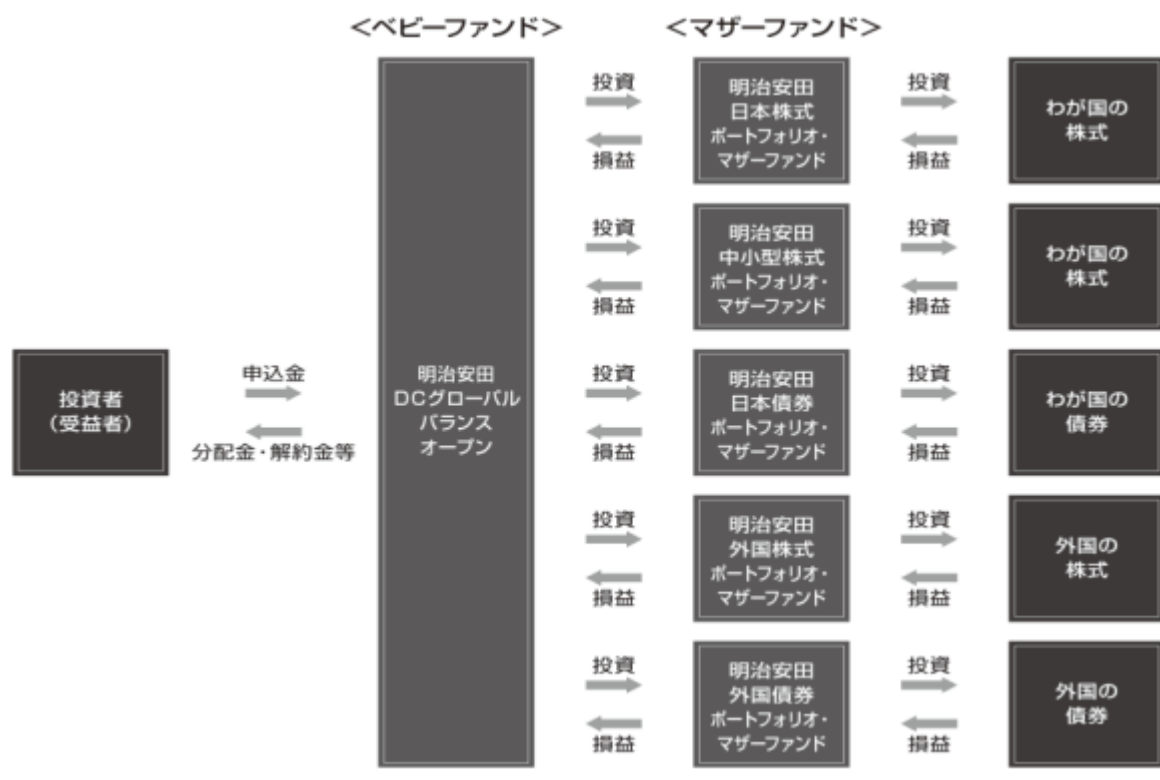 ＜ベビーファンド＞
＜マザーファンド＞
投資者
（受益者）
申込金
分配金・解約金等
明治安田
DCグローバル
バランス
オープン
投資
損益
明治安田
日本株式
ポートフォリオ・
マザーファンド
投資
損益
わが国の
株式
投資
損益
明治安田
中小型株式
ポートフォリオ・
マザーファンド
投資
損益
わが国の
株式
投資
損益
明治安田
日本債券
ポートフォリオ・
マザーファンド
投資
損益
わが国の
債券
投資
損益
明治安田
外国株式
ポートフォリオ・
マザーファンド
投資
損益
外国の
株式
投資
損益
明治安田
外国債券
ポートフォリオ・
マザーファンド
投資
損益
外国の
債券